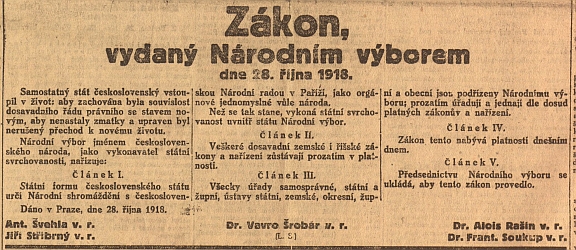 Zákon,
vydaný Národním výborem
dne 28. října 1918.
Samostatný stát československý vstou-
pil v život: aby zachována byla souvislost
dosavadního řádu právního se stavem no-
vým, aby nenastaly zmatky a upraven byl
nerušený přechod k novému životu.
Národní výbor jménem československé-
ho národa, jako vykonavatel státní
svrchovanosti, nařizuje:
Článek I.
Státní formu československého státu
určí Národní shromáždění s českosloven-
skou Národní radou v Paříži, jako orgá-
nové jednomyslné vůle národa.
Než se tak stane, vykoná státní svrcho-
vanost uvnitř státu Národní výbor.
Článek II.
Veškeré dosavadní zemské i říšské záko-
ny a nařízení zůstávají prozatím v plat-
nosti.
Článek III.
Všecky úřady samosprávné, státní a
župní, ústavy státní, zemské, okresní, žup-
ní a obecní jsou podřízeny Národnímu vý-
boru; prozatím úřadují a jednají dle dosud
platných zákonů a nařízení.
Článek IV.
Zákon tento nabývá platnosti dnešním
dnem.
Článek V.
Předsednictvu Národního výboru se
ukládá, aby tento zákon provedlo.
Dáno v Praze, dne 28. října 1918.
Ant. Švehla v. r.
Jiří Stříbrný v. r.
Dr. Vavro Šrobár v. r.
[L. S]
Dr. Alois Rašín v. r.
Dr. Frant. Soukup v. r.